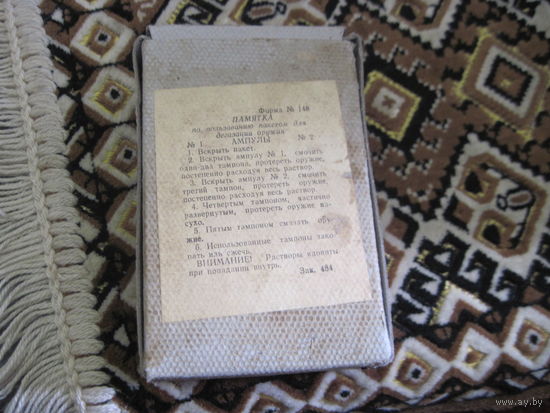 Форма № 148
ПАМЯТКА
по пользованию пакетом для
дегазации оружия
№ 1. АМПУЛЫ № 2
1. Вскрыть пакет.
2. Вскрыть ампулу № 1, смочить
один-два тампона, протереть оружие,
постепенно расходуя весь раствор.
3. Вскрыть ампулу № 2, смочить
третий тампон, протереть оружие,
постепенно расходуя весь раствор.
4. Четвертым тампоном, частично
развернутым, протереть оружие на-
сухо.
5. Пятым тампоном смазать ору-
жие.
6. Использованные тампоны зако-
пать иль сжечь.
ВНИМАНИЕ! Растворы ядовиты
при попадании внутрь.
Зак. 484
www.ay.by